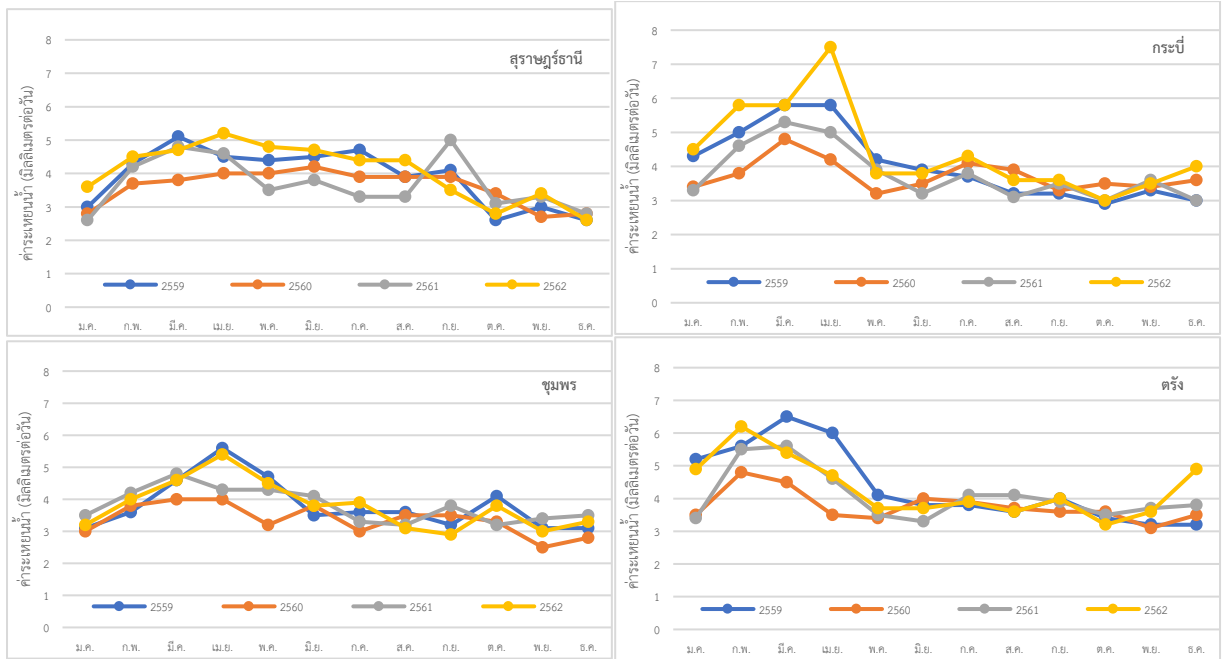 สุราษฎร์ธานี
ค่าระเหยน้ำ (มิลลิเมตรต่อวัน)
8
7
6
5
4
3
2
1
0
2559 2560 2561 2562
ม.ค. ก.พ. มี.ค. เม.ย. พ.ค. มิ.ย. ก.ค. ส.ค. ก.ย. ต.ค. พ.ย. ธ.ค.
กระบี่
ค่าระเหยน้ำ (มิลลิเมตรต่อวัน)
8
7
6
5
4
3
2
1
0
2559 2560 2561 2562
ม.ค. ก.พ. มี.ค. เม.ย. พ.ค. มิ.ย. ก.ค. ส.ค. ก.ย. ต.ค. พ.ย. ธ.ค.
ชุมพร
ค่าระเหยน้ำ (มิลลิเมตรต่อวัน)
8
7
6
5
4
3
2
1
0
2559 2560 2561 2562
ม.ค. ก.พ. มี.ค. เม.ย. พ.ค. มิ.ย. ก.ค. ส.ค. ก.ย. ต.ค. พ.ย. ธ.ค.
ตรัง
ค่าระเหยน้ำ (มิลลิเมตรต่อวัน)
8
7
6
5
4
3
2
1
0
2559 2560 2561 2562
ม.ค. ก.พ. มี.ค. เม.ย. พ.ค. มิ.ย. ก.ค. ส.ค. ก.ย. ต.ค. พ.ย. ธ.ค.